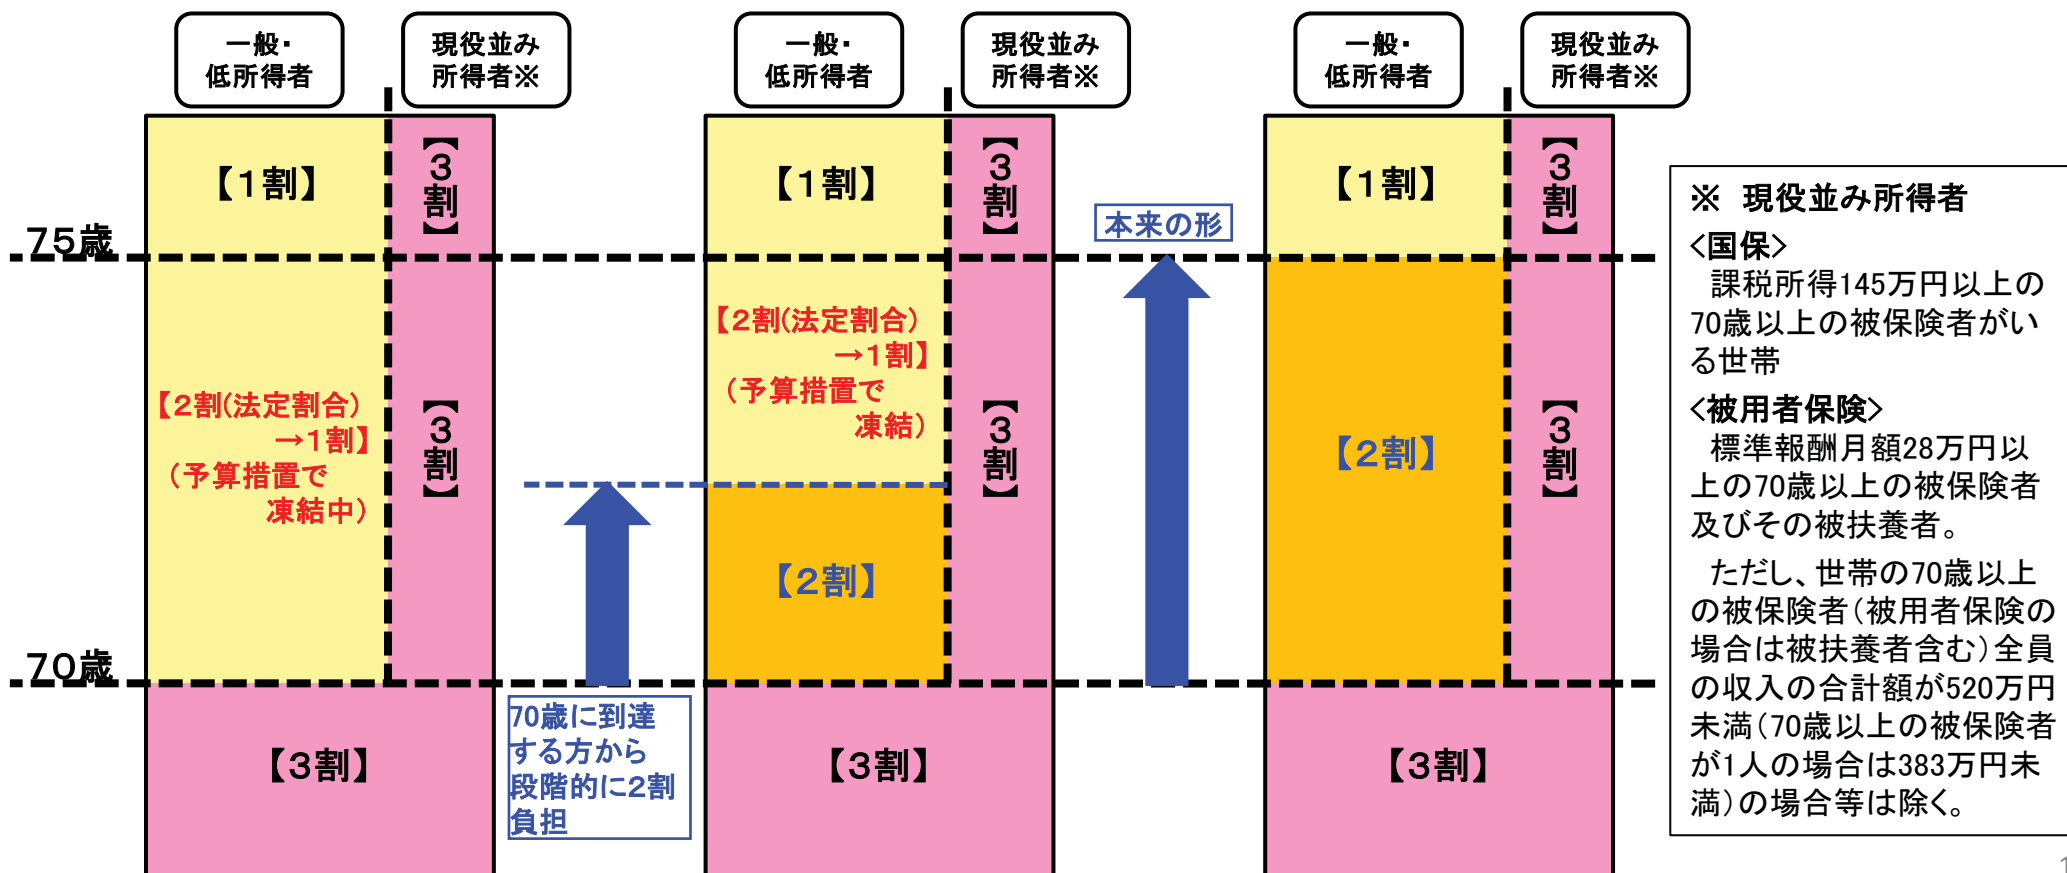 一般・
低所得者
現役並み
所得者※
一般・
低所得者
現役並み
所得者※
一般・
低所得者
現役並み
所得者※
【1割】
【3割】
【1割】
【3割】
【1割】
【3割】
75歳
本来の形
【2割(法定割合)
→1割】
(予算措置で
凍結中)
【3割】
【2割(法定割合)
→1割】
(予算措置で
凍結)
【2割】
【3割】
【2割】
【3割】
70歳
70歳に到達
する方から
段階的に2割
負担
【3割】
【3割】
【3割】
※ 現役並み所得者
<国保>
課税所得145万円以上の
70歳以上の被保険者がい
る世帯
<被用者保険>
標準報酬月額28万円以
上の70歳以上の被保険者
及びその被扶養者。
ただし、世帯の70歳以上
の被保険者(被用者保険の
場合は被扶養者含む)全員
の収入の合計額が520万円
未満(70歳以上の被保険者
が1人の場合は383万円未
満)の場合等は除く。
1